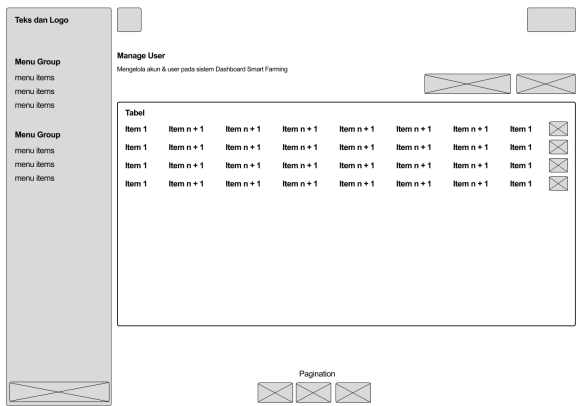 Teks dan Logo
Menu Group
menu items
menu items
menu items
Menu Group
menu items
menu items
menu items
Manage User
Mengelola akun & user pada sistem Dashboard Smart Farming
Tabel
Item 1 Item n + 1 Item n + 1 Item n + 1 Item n + 1 Item n + 1 Item n + 1 Item 1
Item 1 Item n + 1 Item n + 1 Item n + 1 Item n + 1 Item n + 1 Item n + 1 Item 1
Item 1 Item n + 1 Item n + 1 Item n + 1 Item n + 1 Item n + 1 Item n + 1 Item 1
Item 1 Item n + 1 Item n + 1 Item n + 1 Item n + 1 Item n + 1 Item n + 1 Item 1
Pagination